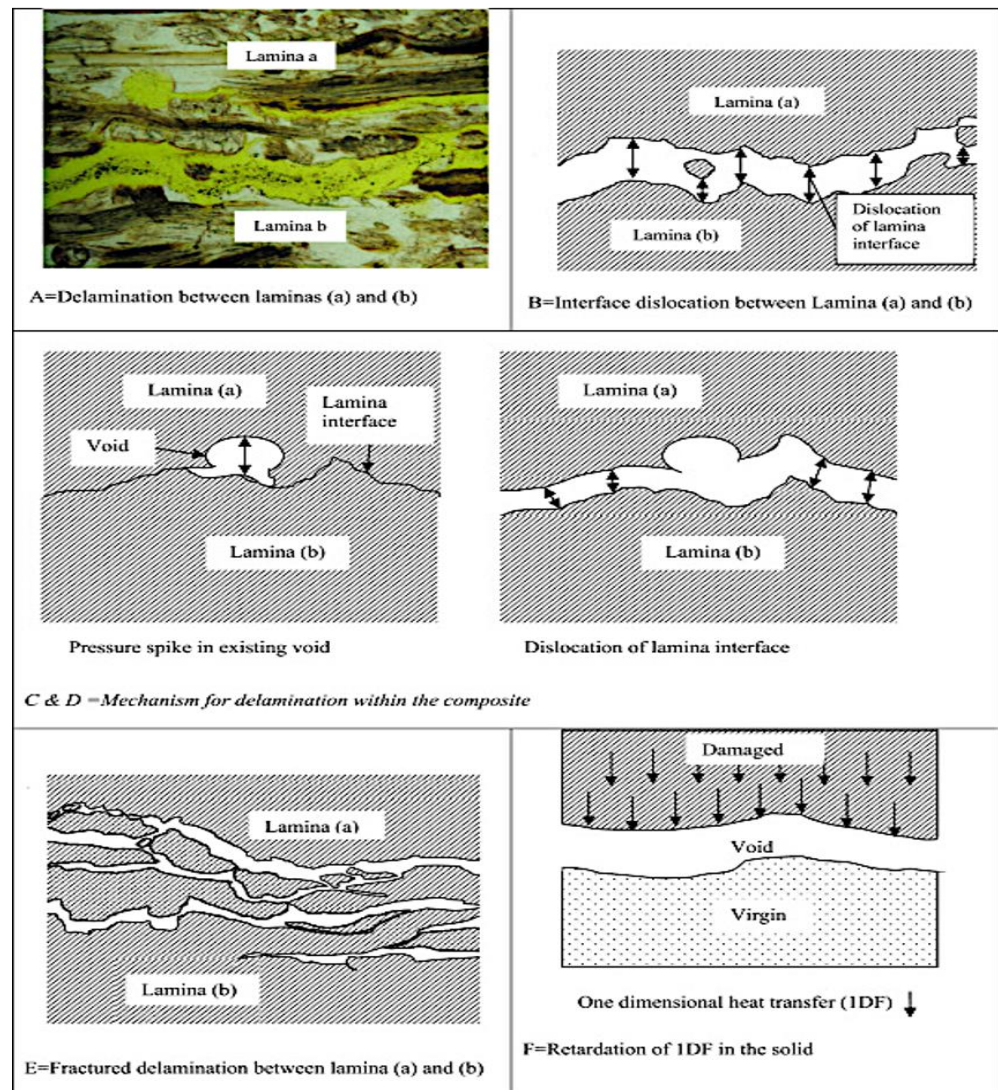 Lamina a
Lamina b
A=Delamination between laminas (a) and (b)
Lamina (a)
Lamina (b)
Dislocation
of lamina
interface
B=Interface dislocation between Lamina (a) and (b)
Lamina (a)
Lamina
interface
Void
Lamina (b)
Pressure spike in existing void
Lamina (a)
Lamina (b)
Dislocation of lamina interface
C & D =Mechanism for delamination within the composite
Lamina (a)
Lamina (b)
E=Fractured delamination between lamina (a) and (b)
Damaged
Void
Virgin
One dimensional heat transfer (1DF)
F=Retardation of 1DF in the solid